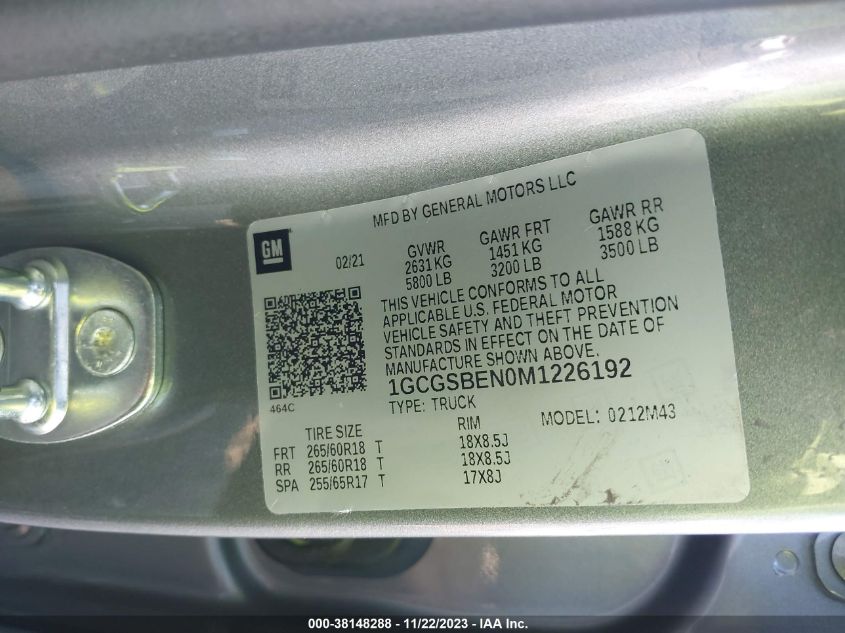 MFD BY GENERAL MOTORS LLC
GM
02/21
GVWR
2631 KG
5800 LB
GAWR FRT
1451 KG
3200 LB
GAWR RR
1588 KG
3500 LB
THIS VEHICLE CONFORMS TO ALL
APPLICABLE U.S. FEDERAL MOTOR
VEHICLE SAFETY AND THEFT PREVENTION
STANDARDS IN EFFECT ON THE DATE OF
MANUFACTURE SHOWN ABOVE.
1GCGSBEN0M1226192
464C
TYPE: TRUCK
MODEL: 0212M43
TIRE SIZE RIM
FRT 265/60R18 T 18X8.5J
RR 265/60R18 T 18X8.5J
SPA 255/65R17 T 17X8J
000-38148288 - 11/22/2023 - IAAI.com.